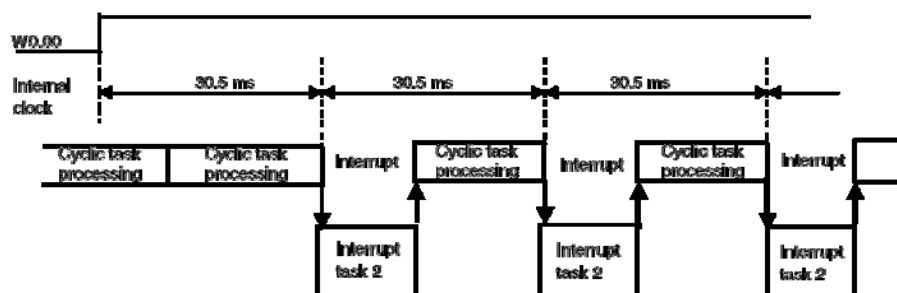 W0.00
Internal
clock
30.5 ms
30.5 ms
30.5 ms
Cyclic task
processing
Cyclic task
processing
Interrupt
Cyclic task
processing
Interrupt
Cyclic task
processing
Interrupt
Interrupt
task 2
Interrupt
task 2
Interrupt
task 2